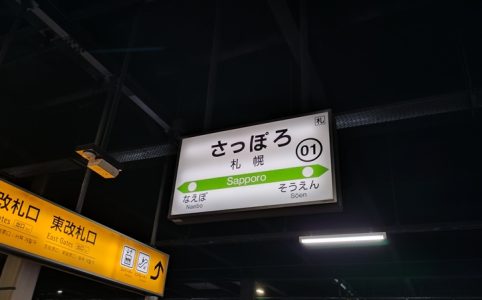 札
さっぽろ
01
札幌
Sapporo
なえぼ
Naebo
そうえん
Sōen
改札口
東改札口
East Gates